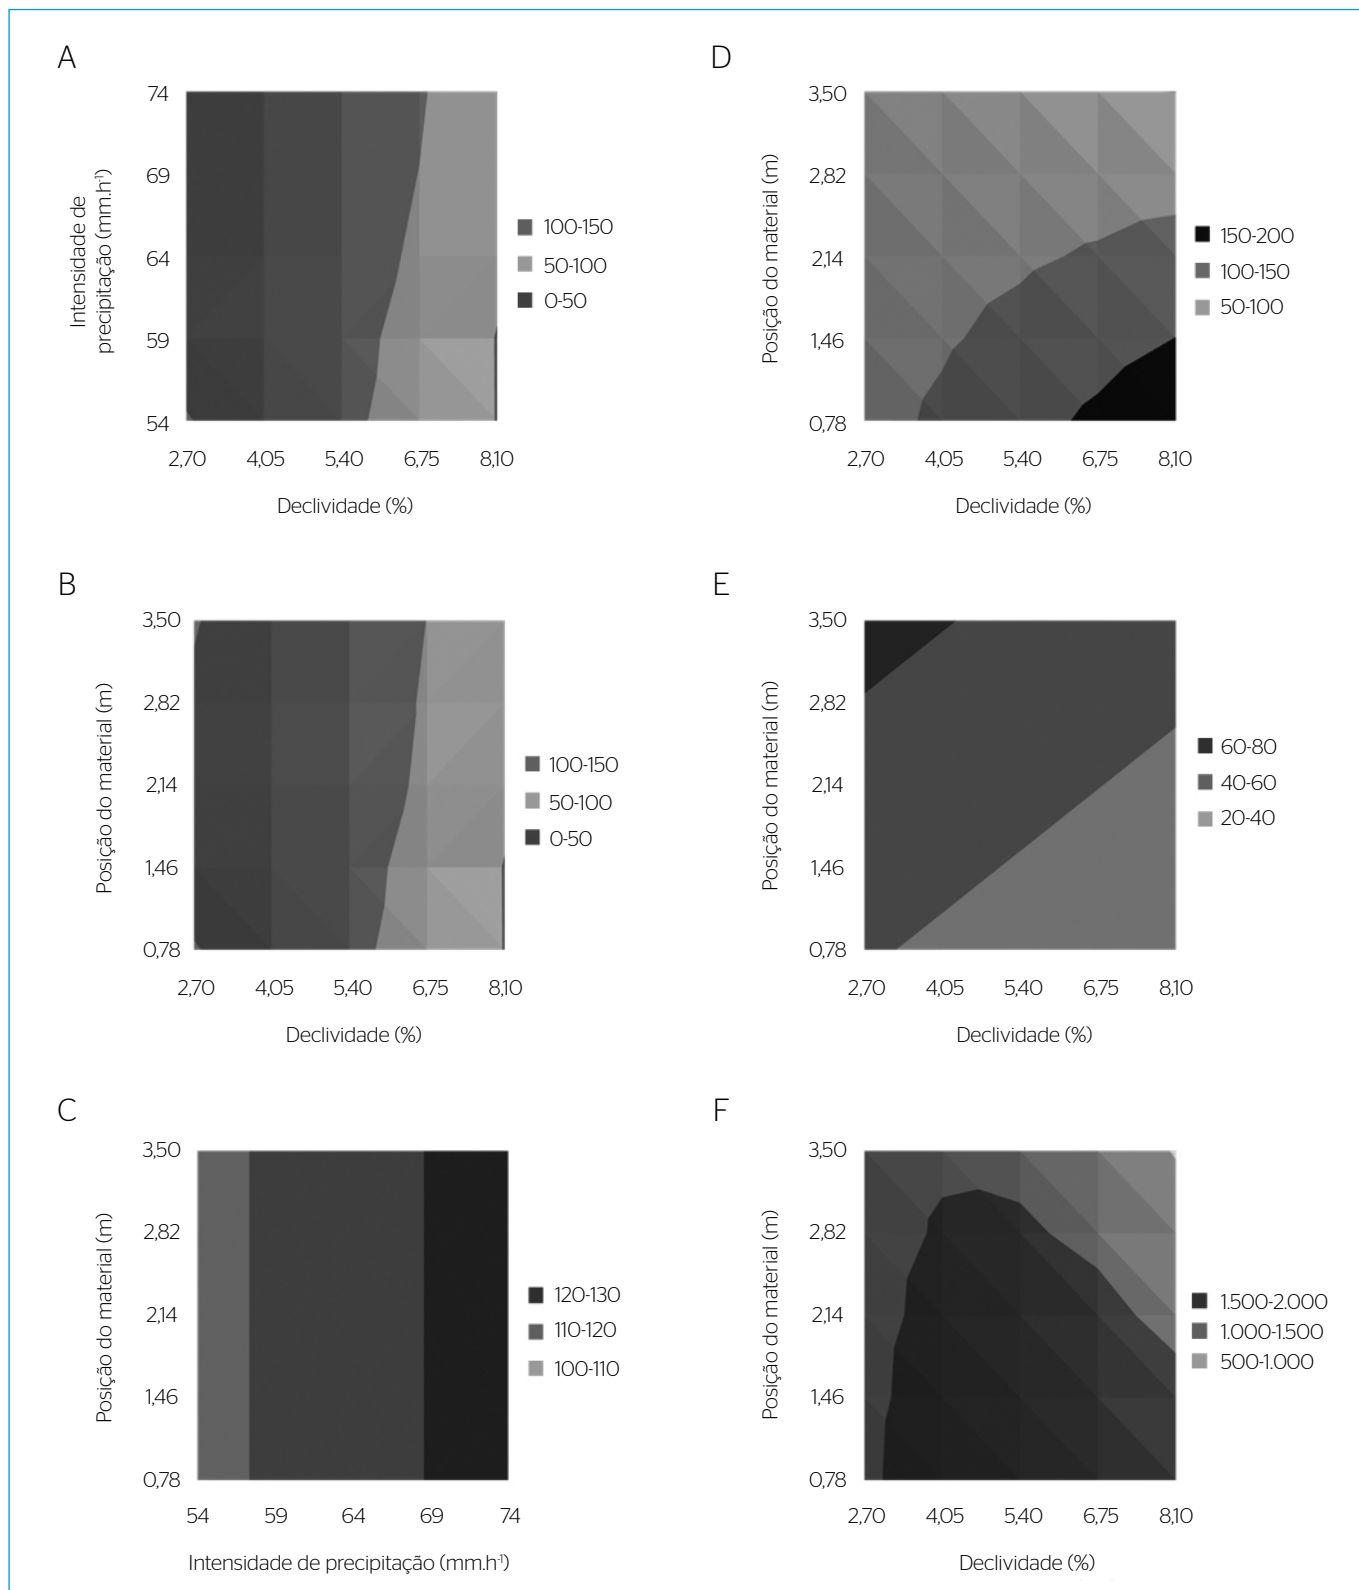 A
74
69
64
59
54
Intensidade de
precipitação (mm.h-1)
2,70 4,05 5,40 6,75 8,10
Declividade (%)
100-150
50-100
0-50
D
3,50
2,82
2,14
1,46
0,78
Posição do material (m)
2,70 4,05 5,40 6,75 8,10
Declividade (%)
150-200
100-150
50-100
B
3,50
2,82
2,14
1,46
0,78
Posição do material (m)
2,70 4,05 5,40 6,75 8,10
Declividade (%)
100-150
50-100
0-50
E
3,50
2,82
2,14
1,46
0,78
Posição do material (m)
2,70 4,05 5,40 6,75 8,10
Declividade (%)
60-80
40-60
20-40
C
3,50
2,82
2,14
1,46
0,78
Posição do material (m)
54 59 64 69 74
Intensidade de precipitação (mm.h-1)
120-130
110-120
100-110
F
3,50
2,82
2,14
1,46
0,78
Posição do material (m)
2,70 4,05 5,40 6,75 8,10
Declividade (%)
1.500-2.000
1.000-1.500
500-1.000